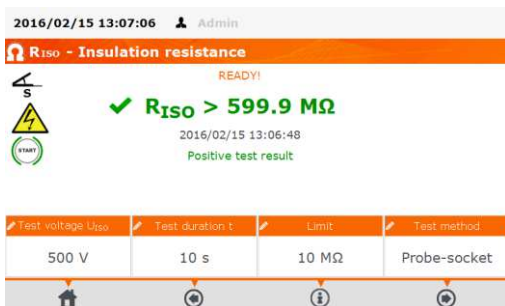 2016/02/15 13:07:06 Admin
Ω RISO - Insulation resistance
READY!
S
✔ RISO > 599.9 MΩ
START
2016/02/15 13:06:48
Positive test result
Test voltage UISO Test duration t Limit Test method
500 V 10 s 10 MΩ Probe-socket